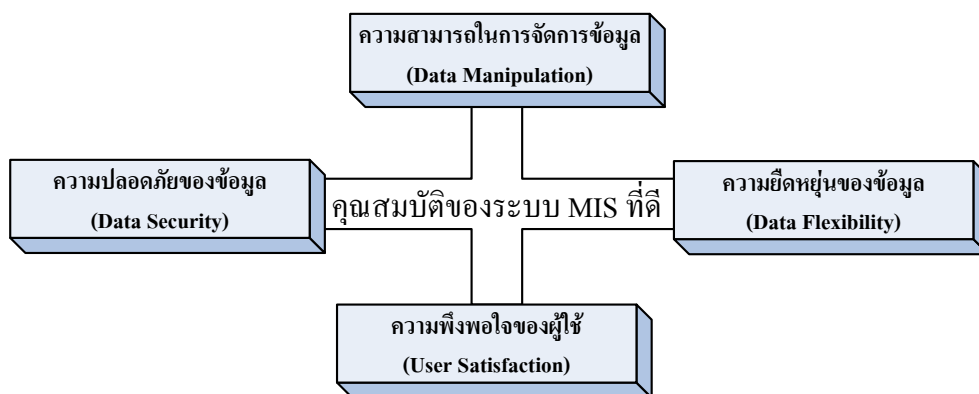 ความสามารถในการจัดการข้อมูล
(Data Manipulation)
ความปลอดภัยของข้อมูล
(Data Security)
คุณสมบัติของระบบ MIS ที่ดี
ความยืดหยุ่นของข้อมูล
(Data Flexibility)
ความพึงพอใจของผู้ใช้
(User Satisfaction)